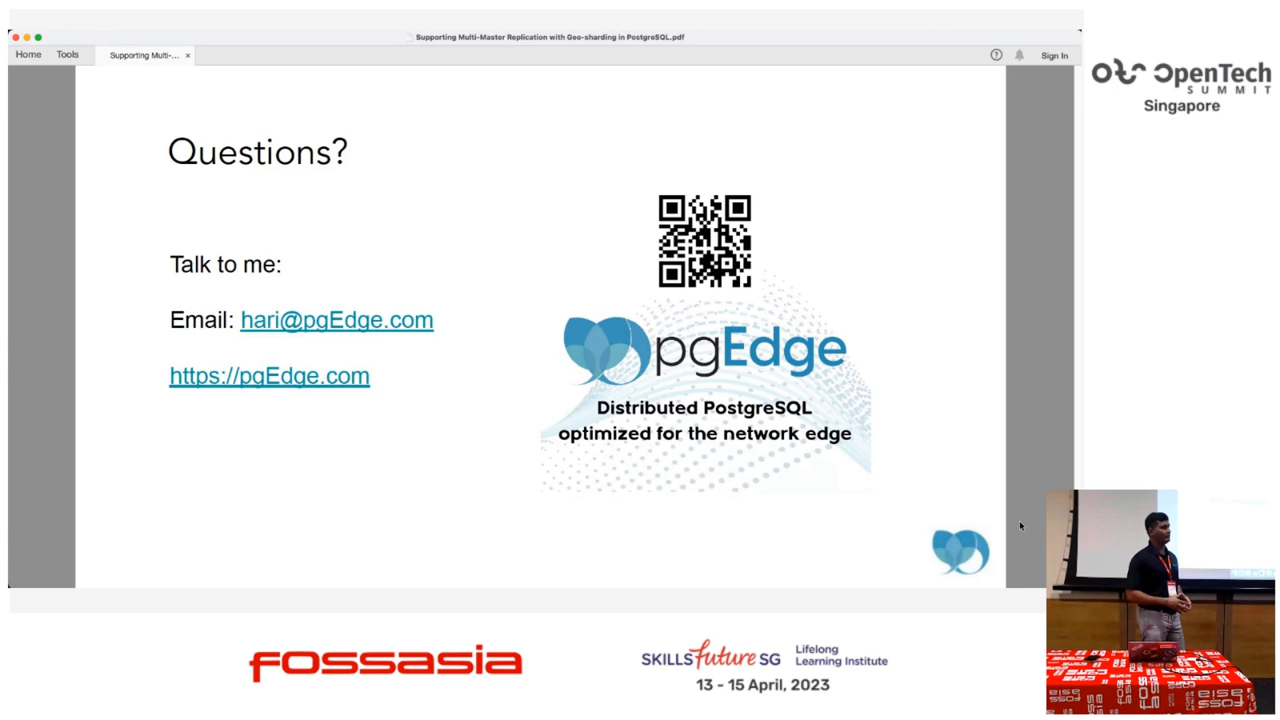 Supporting Multi-Master Replication with Geo-sharding in PostgreSQL.pdf
Home Tools Supporting Multi-... × ? Sign In
OpenTech
SUMMIT
Singapore
Questions?
Talk to me:
Email: hari@pgEdge.com
https://pgEdge.com
pgEdge
Distributed PostgreSQL
optimized for the network edge
fossasia
SKILLSfuture SG
Lifelong
Learning Institute
13 - 15 April, 2023